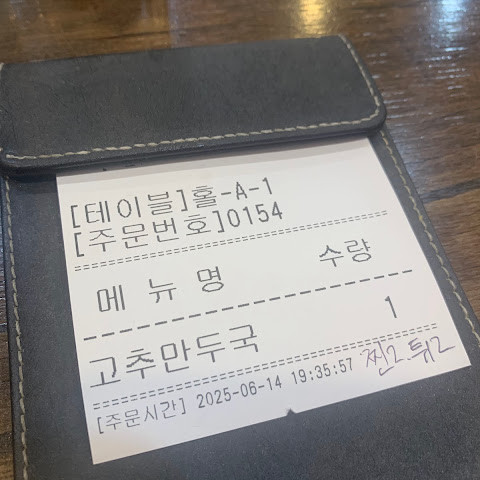 [테이블]홀-A-1
[주문번호]0154
메 뉴 명 수량
고추만두국 1
[주문시간] 2025-06-14 19:35:57 찐2 튀2